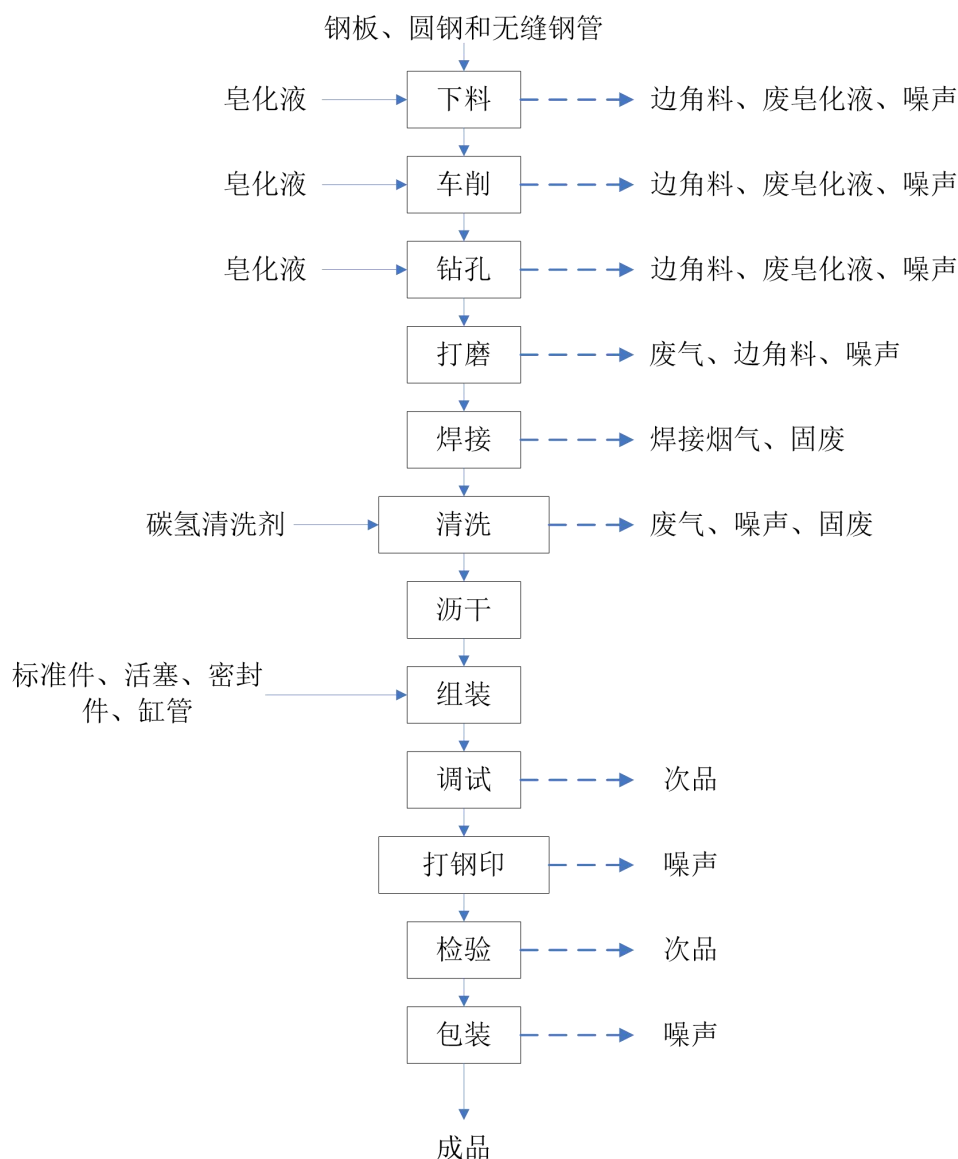 钢板、圆钢和无缝钢管
皂化液
下料
边角料、废皂化液、噪声
皂化液
车削
边角料、废皂化液、噪声
皂化液
钻孔
边角料、废皂化液、噪声
打磨
废气、边角料、噪声
焊接
焊接烟气、固废
碳氢清洗剂
清洗
废气、噪声、固废
沥干
标准件、活塞、密封
件、缸管
组装
调试
次品
打钢印
噪声
检验
次品
包装
噪声
成品